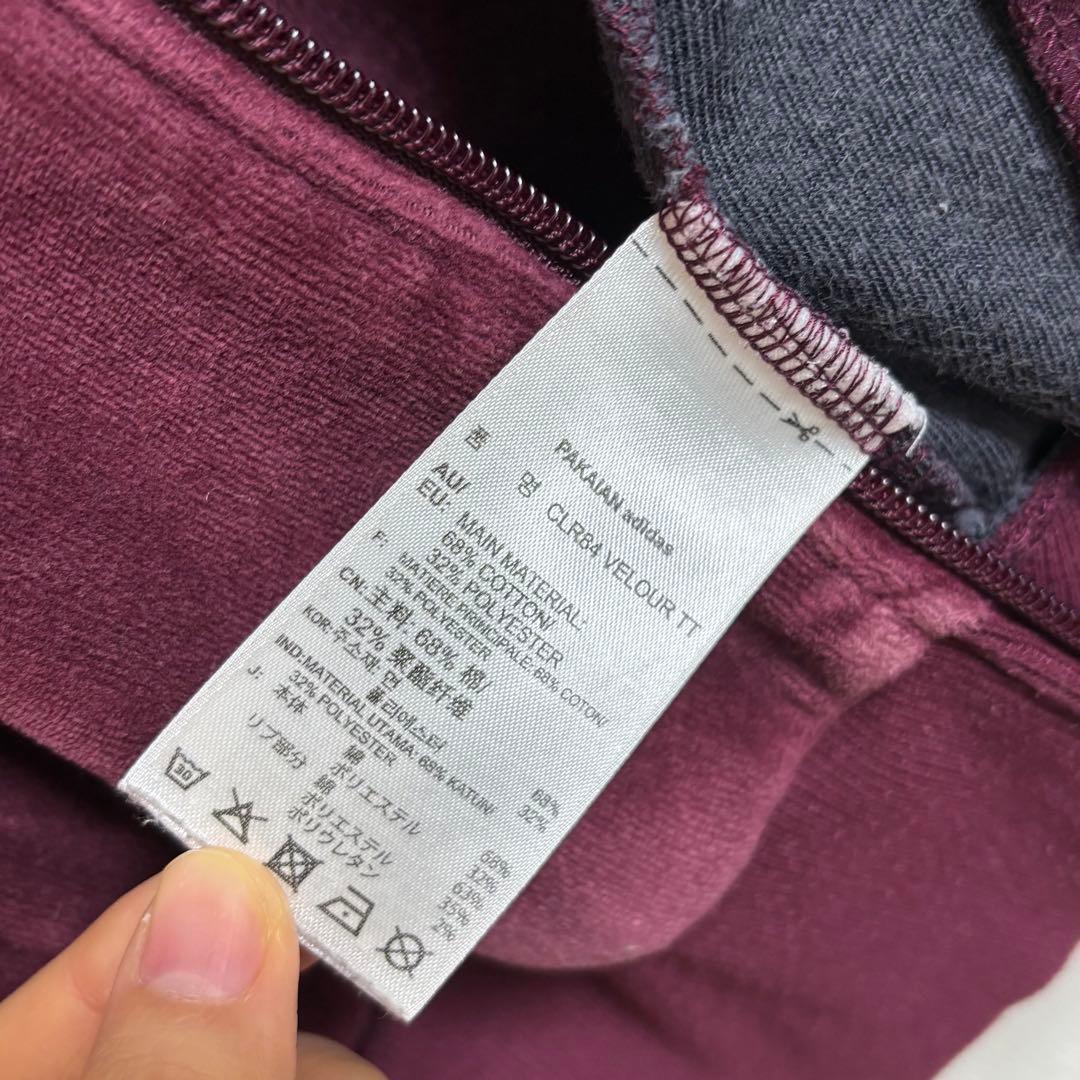 PAKAIAN adidas
품 명 CLR84 VELOUR TT
AU/
EU: MAIN MATERIAL:
68% COTTON/
32% POLYESTER
F: MATIERE PRINCIPALE: 68% COTON/
32% POLYESTER
CN: 主料: 68% 棉/
32% 聚酯纤维
KOR: 주소재 면 68%
폴리에스터 32%
IND: MATERIAL UTAMA: 68% KATUN/
32% POLYESTER
J: 本体 綿 68%
ポリエステル 32%
リブ部分 綿 63%
ポリエステル 35%
ポリウレタン 2%
30